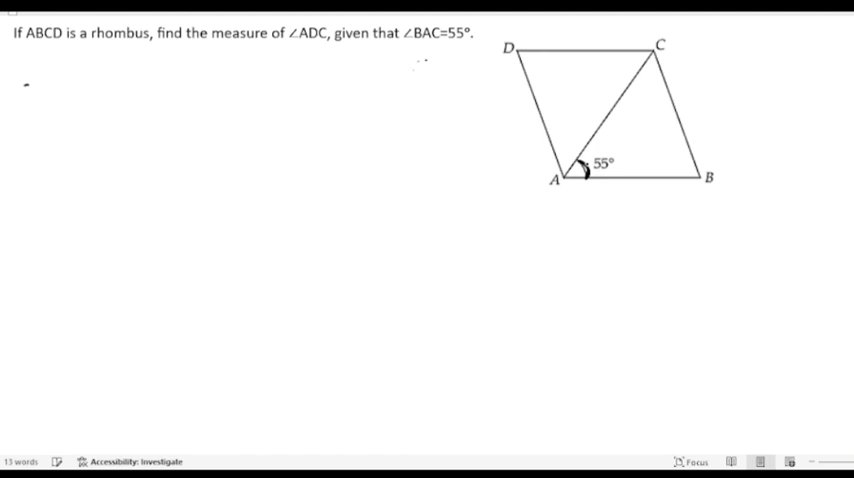 If ABCD is a rhombus, find the measure of ∠ADC, given that ∠BAC=55°.
D
C
55°
A
B
13 words
Accessibility: Investigate
Focus